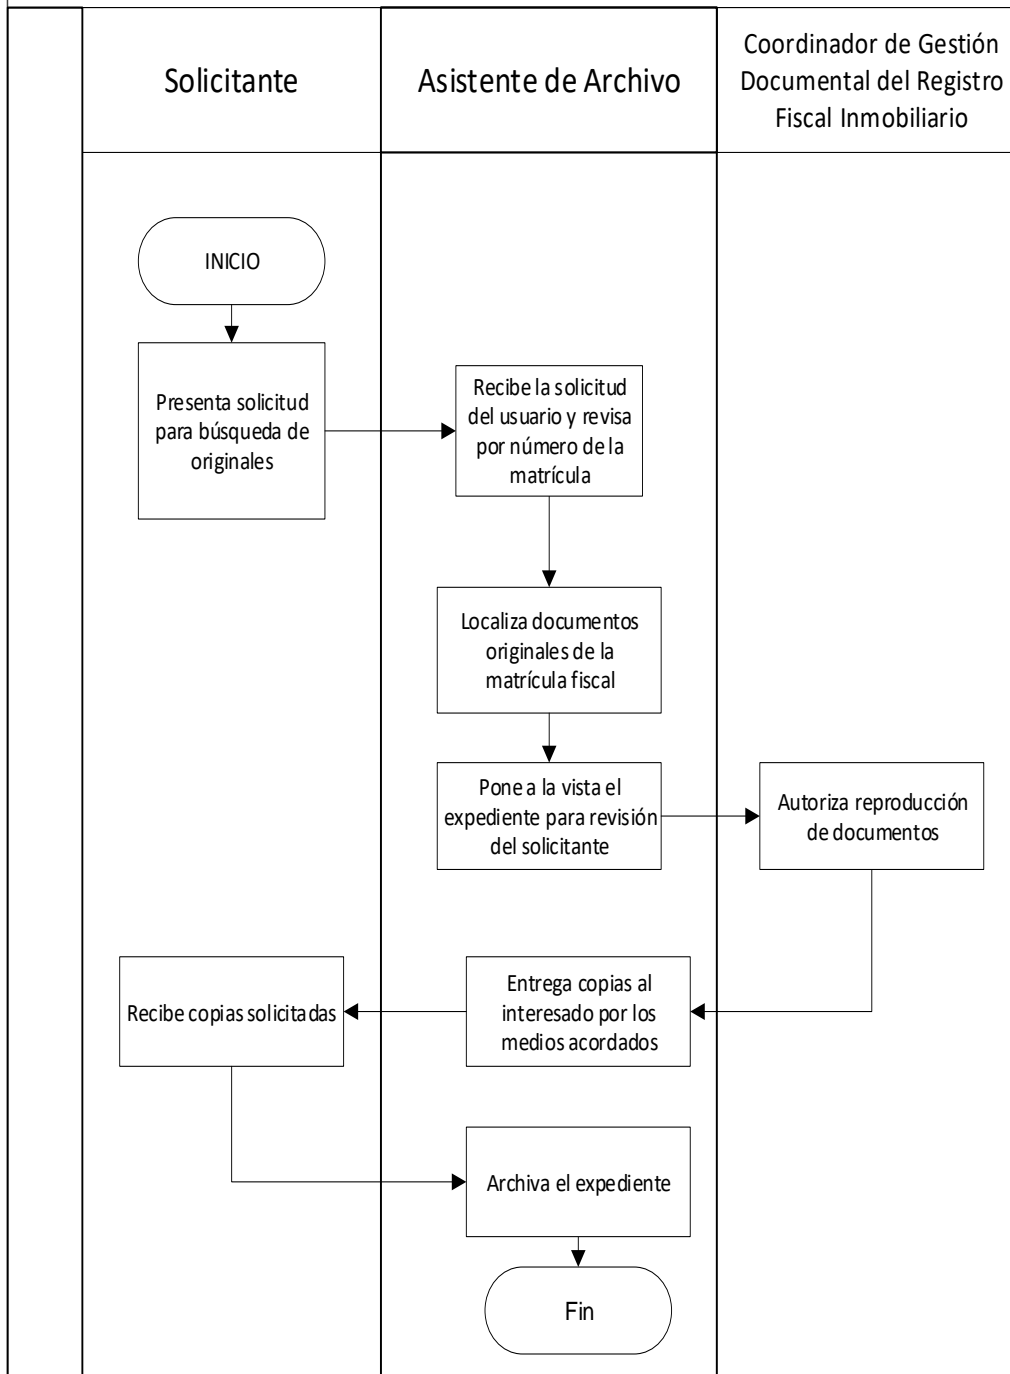 Solicitante
Asistente de Archivo
Coordinador de Gestión
Documental del Registro
Fiscal Inmobiliario
INICIO
Presenta solicitud
para búsqueda de
originales
Recibe la solicitud
del usuario y revisa
por número de la
matrícula
Localiza documentos
originales de la
matrícula fiscal
Pone a la vista el
expediente para revisión
del solicitante
Autoriza reproducción
de documentos
Entrega copias al
interesado por los
medios acordados
Recibe copias solicitadas
Archiva el expediente
Fin